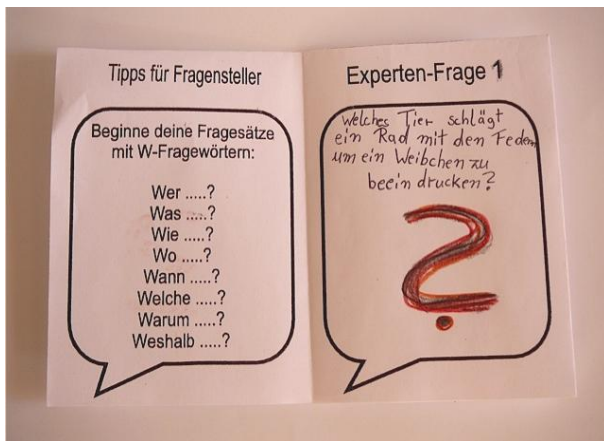 Tipps für Fragensteller
Beginne deine Fragesätze
mit W-Fragewörtern:
Wer .....?
Was .....?
Wie .....?
Wo .....?
Wann .....?
Welche .....?
Warum .....?
Weshalb .....?
Experten-Frage 1
Welches Tier schlägt
ein Rad mit den Federn
um ein Weibchen zu
beein drucken?
?